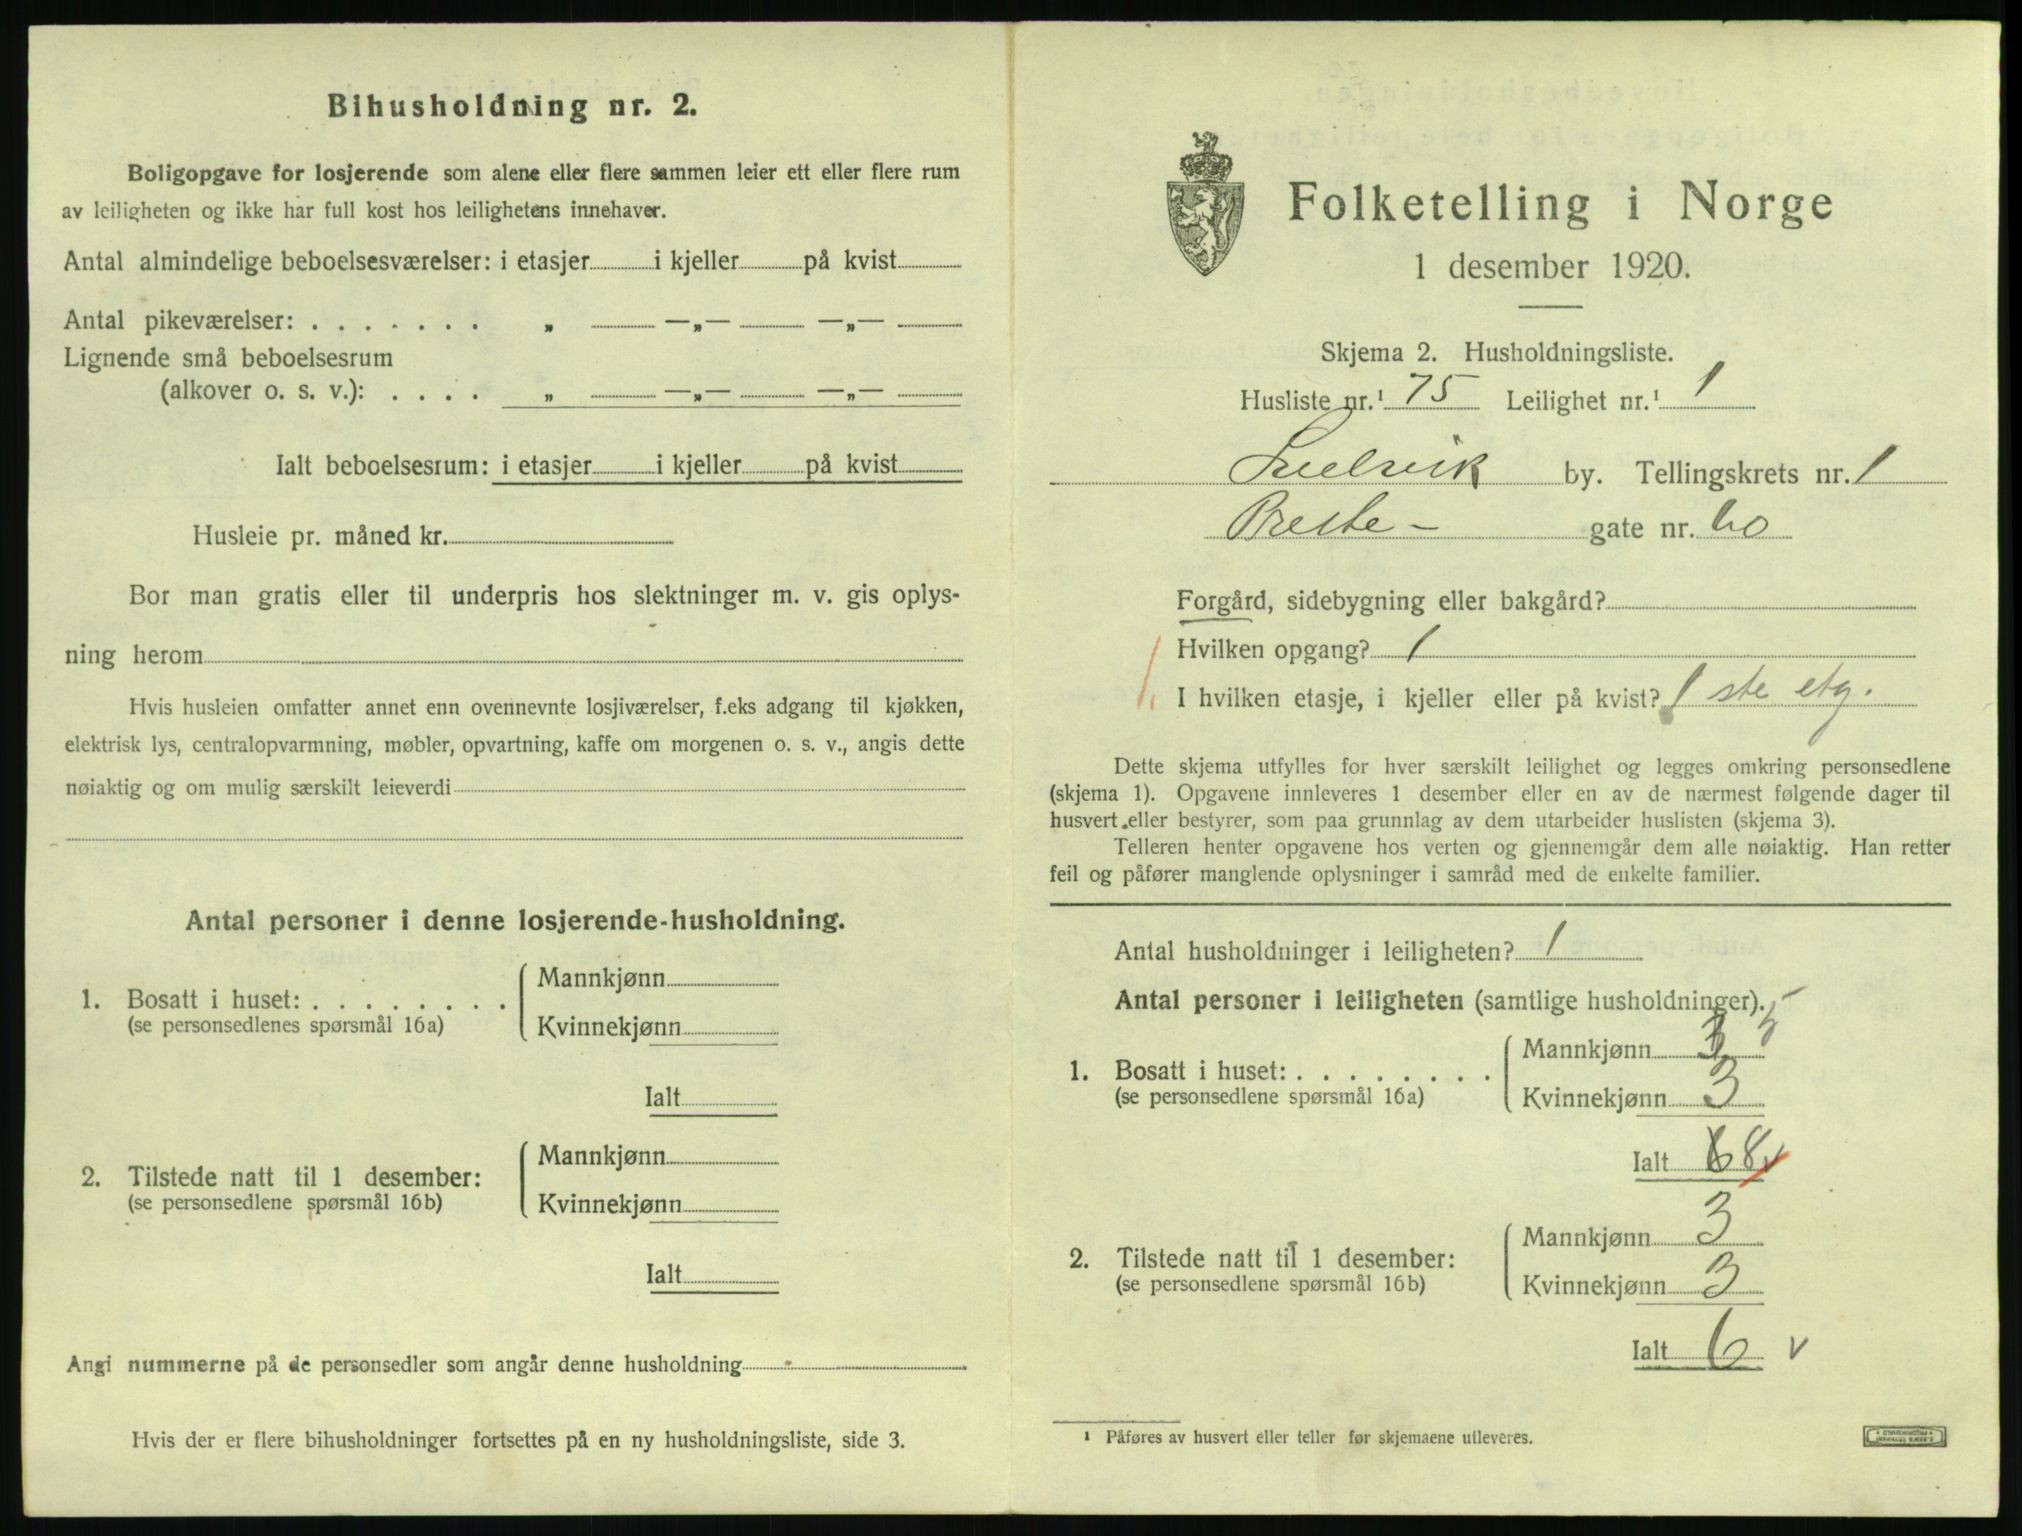 Bihusholdning nr. 2.
Boligopgave for losjerende som alene eller flere sammen leier ett eller flere rum
av leiligheten og ikke har full kost hos leilighetens innehaver.
Antal almindelige beboelsesværelser: i etasjer i kjeller på kvist
Antal pikeværelser: . . . . . . . „ —„— —„—
Lignende små beboelsesrum
(alkover o. s. v.): . . . . „ —„— —„—
Ialt beboelsesrum: i etasjer i kjeller på kvist
Husleie pr. måned kr.
Bor man gratis eller til underpris hos slektninger m. v. gis oplys-
ning herom
Hvis husleien omfatter annet enn ovennevnte losjiværelser, f.eks adgang til kjøkken,
elektrisk lys, centralopvarmning, møbler, opvartning, kaffe om morgenen o. s. v., angis dette
nøiaktig og om mulig særskilt leieverdi
Antal personer i denne losjerende-husholdning.
1. Bosatt i huset: . . . . . . . .
(se personsedlenes spørsmål 16a)
Mannkjønn
Kvinnekjønn
Ialt
2. Tilstede natt til 1 desember:
(se personsedlene spørsmål 16b)
Mannkjønn
Kvinnekjønn
Ialt
Angi nummerne på de personsedler som angår denne husholdning
Hvis der er flere bihusholdninger fortsettes på en ny husholdningsliste, side 3.
Folketelling i Norge
1 desember 1920.
Skjema 2. Husholdningsliste.
Husliste nr.¹ 75 Leilighet nr.¹ 1
Svelvik by. Tellingskrets nr. 1
Preste- gate nr. 60
Forgård, sidebygning eller bakgård?
Hvilken opgang? 1
I hvilken etasje, i kjeller eller på kvist? 1 ste etg.
Dette skjema utfylles for hver særskilt leilighet og legges omkring personsedlene
(skjema 1). Opgavene innleveres 1 desember eller en av de nærmest følgende dager til
husvert eller bestyrer, som paa grunnlag av dem utarbeider huslisten (skjema 3).
Telleren henter opgavene hos verten og gjennemgår dem alle nøiaktig. Han retter
feil og påfører manglende oplysninger i samråd med de enkelte familier.
Antal husholdninger i leiligheten? 1
Antal personer i leiligheten (samtlige husholdninger).
1. Bosatt i huset: . . . . . . . .
(se personsedlene spørsmål 16a)
Mannkjønn 3 5
Kvinnekjønn 3
Ialt 6 8 v
2. Tilstede natt til 1 desember:
(se personsedlene spørsmål 16b)
Mannkjønn 3
Kvinnekjønn 3
Ialt 6 v
¹ Påføres av husvert eller teller før skjemaene utleveres.